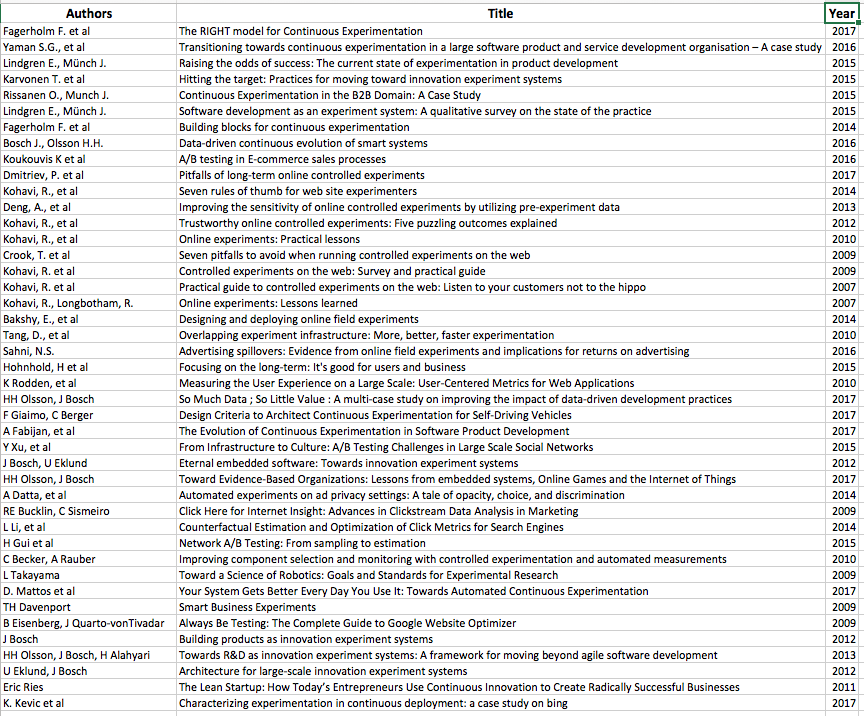 Authors Title Year
Fagerholm F. et al The RIGHT model for Continuous Experimentation 2017
Yaman S.G., et al Transitioning towards continuous experimentation in a large software product and service development organisation – A case study 2016
Lindgren E., Münch J. Raising the odds of success: The current state of experimentation in product development 2015
Karvonen T. et al Hitting the target: Practices for moving toward innovation experiment systems 2015
Rissanen O., Munch J. Continuous Experimentation in the B2B Domain: A Case Study 2015
Lindgren E., Münch J. Software development as an experiment system: A qualitative survey on the state of the practice 2015
Fagerholm F. et al Building blocks for continuous experimentation 2014
Bosch J., Olsson H.H. Data-driven continuous evolution of smart systems 2016
Koukouvis K et al A/B testing in E-commerce sales processes 2016
Dmitriev, P. et al Pitfalls of long-term online controlled experiments 2017
Kohavi, R., et al Seven rules of thumb for web site experimenters 2014
Deng, A., et al Improving the sensitivity of online controlled experiments by utilizing pre-experiment data 2013
Kohavi, R., et al Trustworthy online controlled experiments: Five puzzling outcomes explained 2012
Kohavi, R., et al Online experiments: Practical lessons 2010
Crook, T. et al Seven pitfalls to avoid when running controlled experiments on the web 2009
Kohavi, R. et al Controlled experiments on the web: Survey and practical guide 2009
Kohavi, R. et al Practical guide to controlled experiments on the web: Listen to your customers not to the hippo 2007
Kohavi, R., Longbotham, R. Online experiments: Lessons learned 2007
Bakshy, E., et al Designing and deploying online field experiments 2014
Tang, D., et al Overlapping experiment infrastructure: More, better, faster experimentation 2010
Sahni, N.S. Advertising spillovers: Evidence from online field experiments and implications for returns on advertising 2016
Hohnhold, H et al Focusing on the long-term: It's good for users and business 2015
K Rodden, et al Measuring the User Experience on a Large Scale: User-Centered Metrics for Web Applications 2010
HH Olsson, J Bosch So Much Data ; So Little Value : A multi-case study on improving the impact of data-driven development practices 2017
F Giaimo, C Berger Design Criteria to Architect Continuous Experimentation for Self-Driving Vehicles 2017
A Fabijan, et al The Evolution of Continuous Experimentation in Software Product Development 2017
Y Xu, et al From Infrastructure to Culture: A/B Testing Challenges in Large Scale Social Networks 2015
J Bosch, U Eklund Eternal embedded software: Towards innovation experiment systems 2012
HH Olsson, J Bosch Toward Evidence-Based Organizations: Lessons from embedded systems, Online Games and the Internet of Things 2017
A Datta, et al Automated experiments on ad privacy settings: A tale of opacity, choice, and discrimination 2014
RE Bucklin, C Sismeiro Click Here for Internet Insight: Advances in Clickstream Data Analysis in Marketing 2009
L Li, et al Counterfactual Estimation and Optimization of Click Metrics for Search Engines 2014
H Gui et al Network A/B Testing: From sampling to estimation 2015
C Becker, A Rauber Improving component selection and monitoring with controlled experimentation and automated measurements 2010
L Takayama Toward a Science of Robotics: Goals and Standards for Experimental Research 2009
D. Mattos et al Your System Gets Better Every Day You Use It: Towards Automated Continuous Experimentation 2017
TH Davenport Smart Business Experiments 2009
B Eisenberg, J Quarto-vonTivadar Always Be Testing: The Complete Guide to Google Website Optimizer 2009
J Bosch Building products as innovation experiment systems 2012
HH Olsson, J Bosch, H Alahyari Towards R&D as innovation experiment systems: A framework for moving beyond agile software development 2013
U Eklund, J Bosch Architecture for large-scale innovation experiment systems 2012
Eric Ries The Lean Startup: How Today's Entrepreneurs Use Continuous Innovation to Create Radically Successful Businesses 2011
K. Kevic et al Characterizing experimentation in continuous deployment: a case study on bing 2017